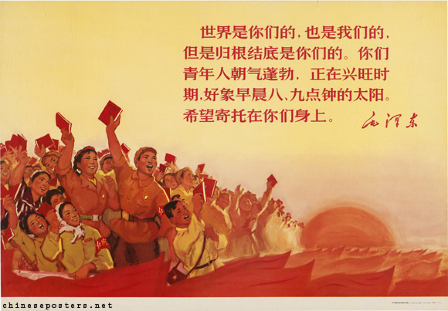 世界是你们的，也是我们的，
但是归根结底是你们的。你们
青年人朝气蓬勃，正在兴旺时
期，好象早晨八、九点钟的太阳。
希望寄托在你们身上。
毛泽东
chineseposters.net